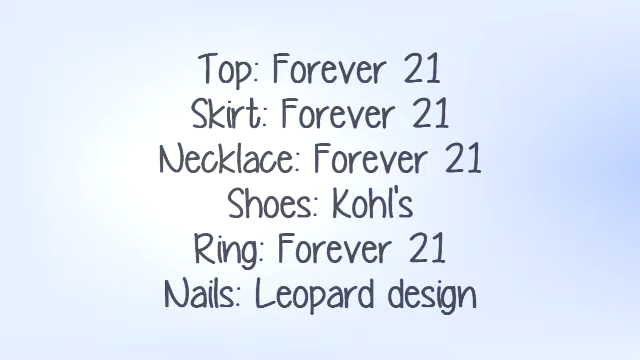 Top: Forever 21
Skirt: Forever 21
Necklace: Forever 21
Shoes: Kohl's
Ring: Forever 21
Nails: Leopard design